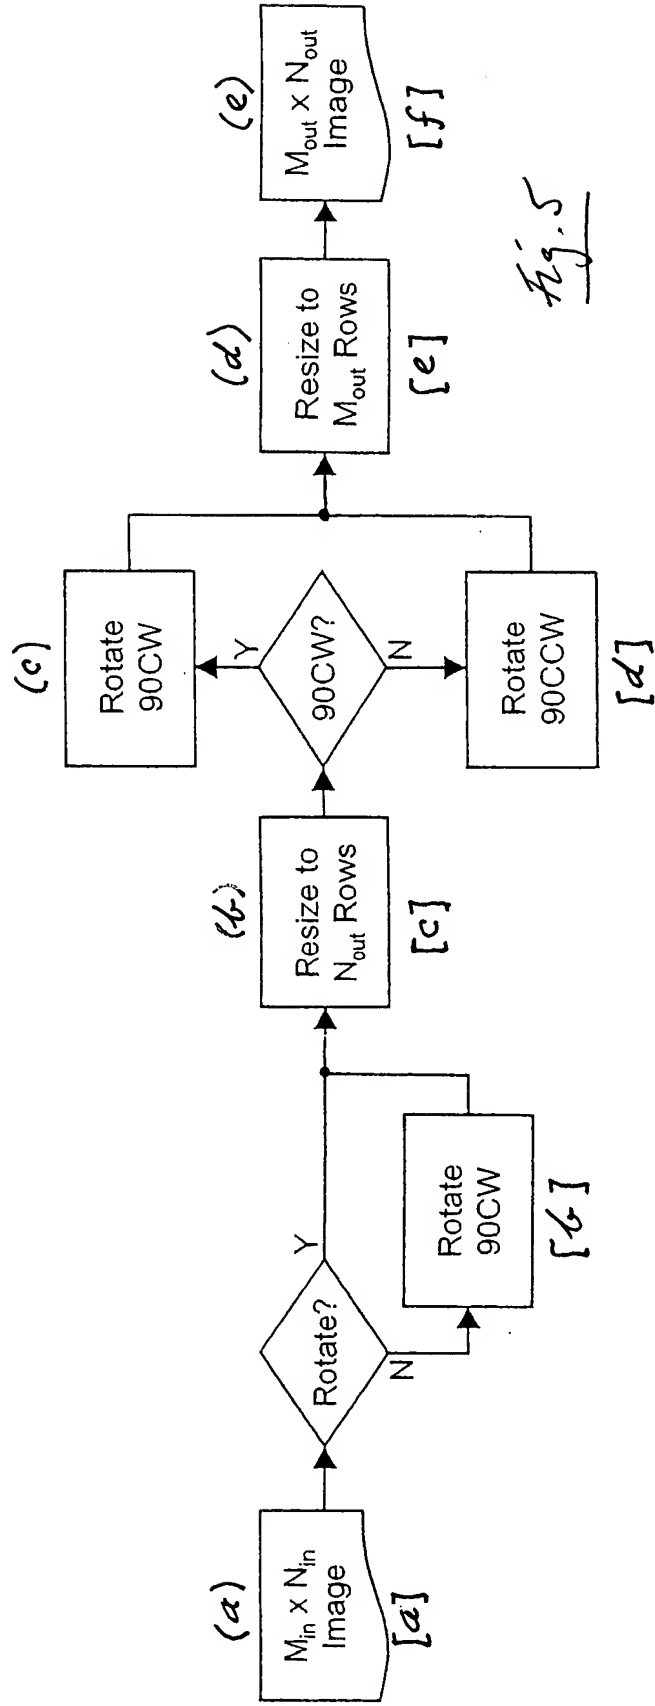 (a)
M_in x N_in
Image
[a]
Rotate?
Y
N
Rotate
90CW
[b]
(b)
Resize to
N_out Rows
[c]
90CW?
Y
N
(c)
Rotate
90CW
Rotate
90CCW
[d]
(d)
Resize to
M_out Rows
[e]
(e)
M_out x N_out
Image
[f]
Fig. 5